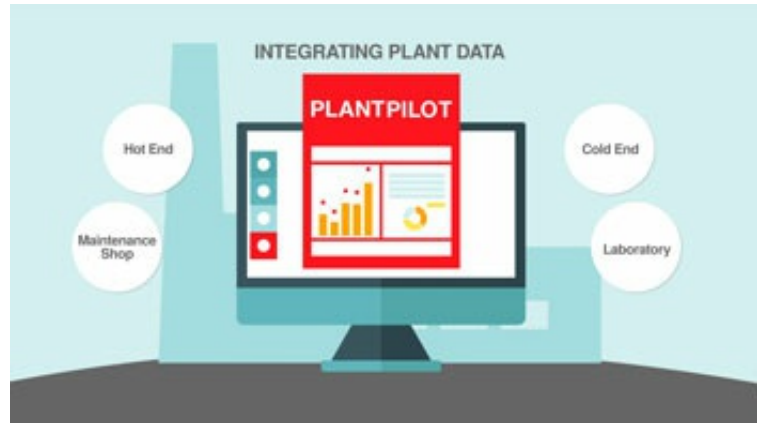 INTEGRATING PLANT DATA
PLANTPILOT
Hot End
Cold End
Maintenance
Shop
Laboratory